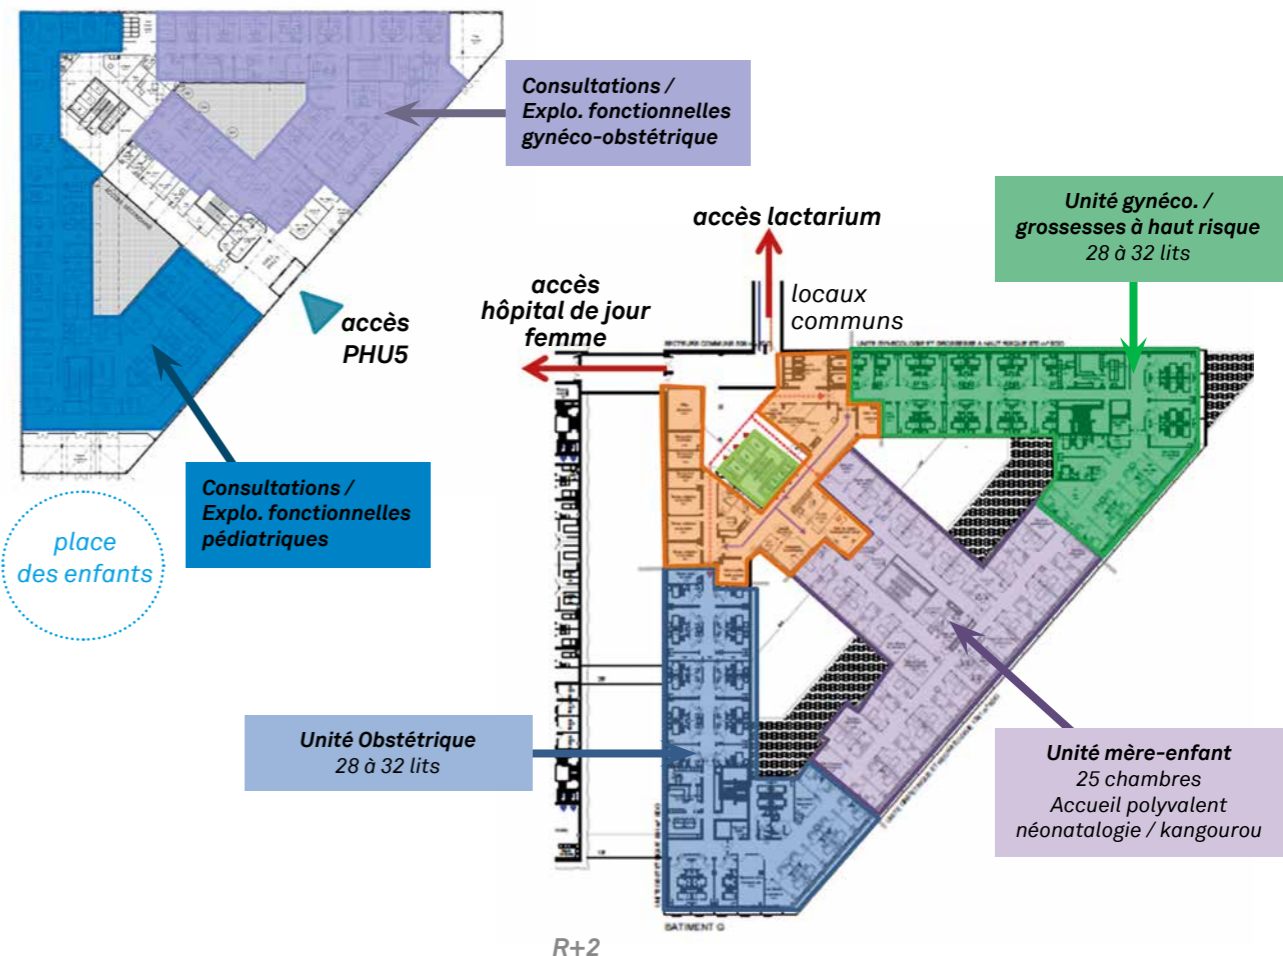 Consultations /
Explo. fonctionnelles
gynéco-obstétrique
accès
PHU5
Consultations /
Explo. fonctionnelles
pédiatriques
place
des enfants
accès lactarium
accès
hôpital de jour
femme
locaux
communs
Unité gynéco. /
grossesses à haut risque
28 à 32 lits
Unité Obstétrique
28 à 32 lits
Unité mère-enfant
25 chambres
Accueil polyvalent
néonatalogie / kangourou
BATIMENT G
R+2